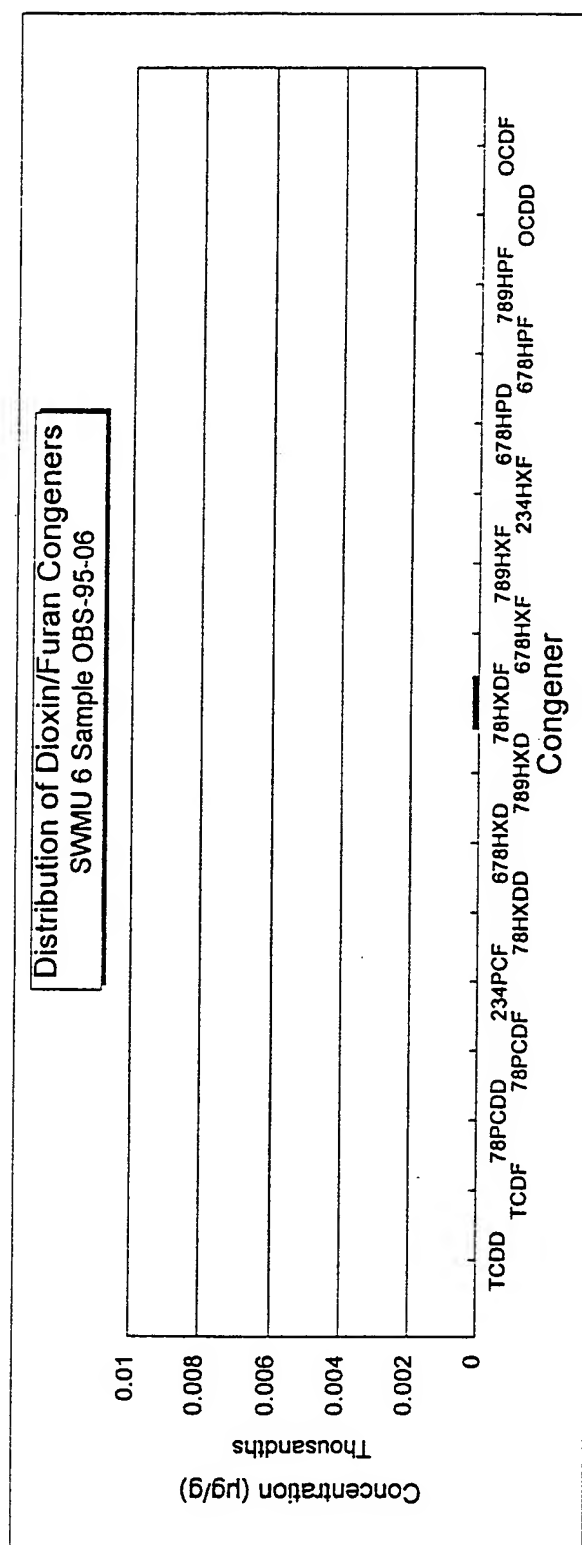 Distribution of Dioxin/Furan Congeners
SWMU 6 Sample OBS-95-06
Concentration (µg/g)
Thousandths
0.01
0.008
0.006
0.004
0.002
0
TCDD
TCDF
78PCDD
78PCDF
234PCF
78HXDD
678HXD
789HXD
78HXDF
678HXF
789HXF
234HXF
678HPD
678HPF
789HPF
OCDD
OCDF
Congener